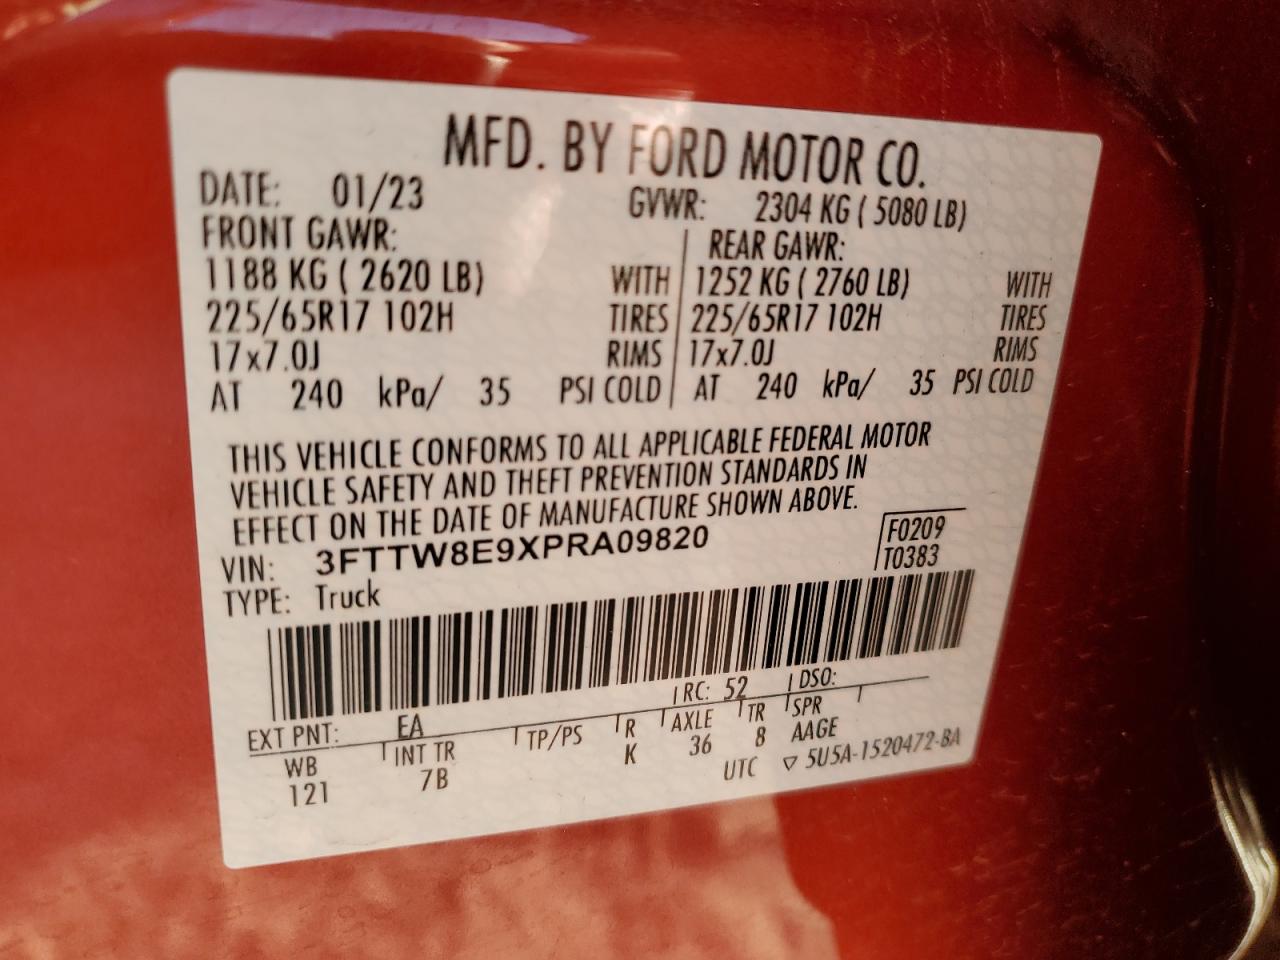 MFD. BY FORD MOTOR CO.
DATE: 01/23 GVWR: 2304 KG ( 5080 LB)
FRONT GAWR: REAR GAWR:
1188 KG ( 2620 LB) WITH 1252 KG ( 2760 LB) WITH
225/65R17 102H TIRES 225/65R17 102H TIRES
17x7.0J RIMS 17x7.0J RIMS
AT 240 kPa/ 35 PSI COLD AT 240 kPa/ 35 PSI COLD
THIS VEHICLE CONFORMS TO ALL APPLICABLE FEDERAL MOTOR
VEHICLE SAFETY AND THEFT PREVENTION STANDARDS IN
EFFECT ON THE DATE OF MANUFACTURE SHOWN ABOVE.
VIN: 3FTTW8E9XPRA09820 F0209
TYPE: Truck T0383
EXT PNT: EA RC: 52 DSO:
WB INT TR TP/PS R AXLE TR SPR
121 7B K 36 8 AAGE
UTC ▽ 5U5A-1520472-BA